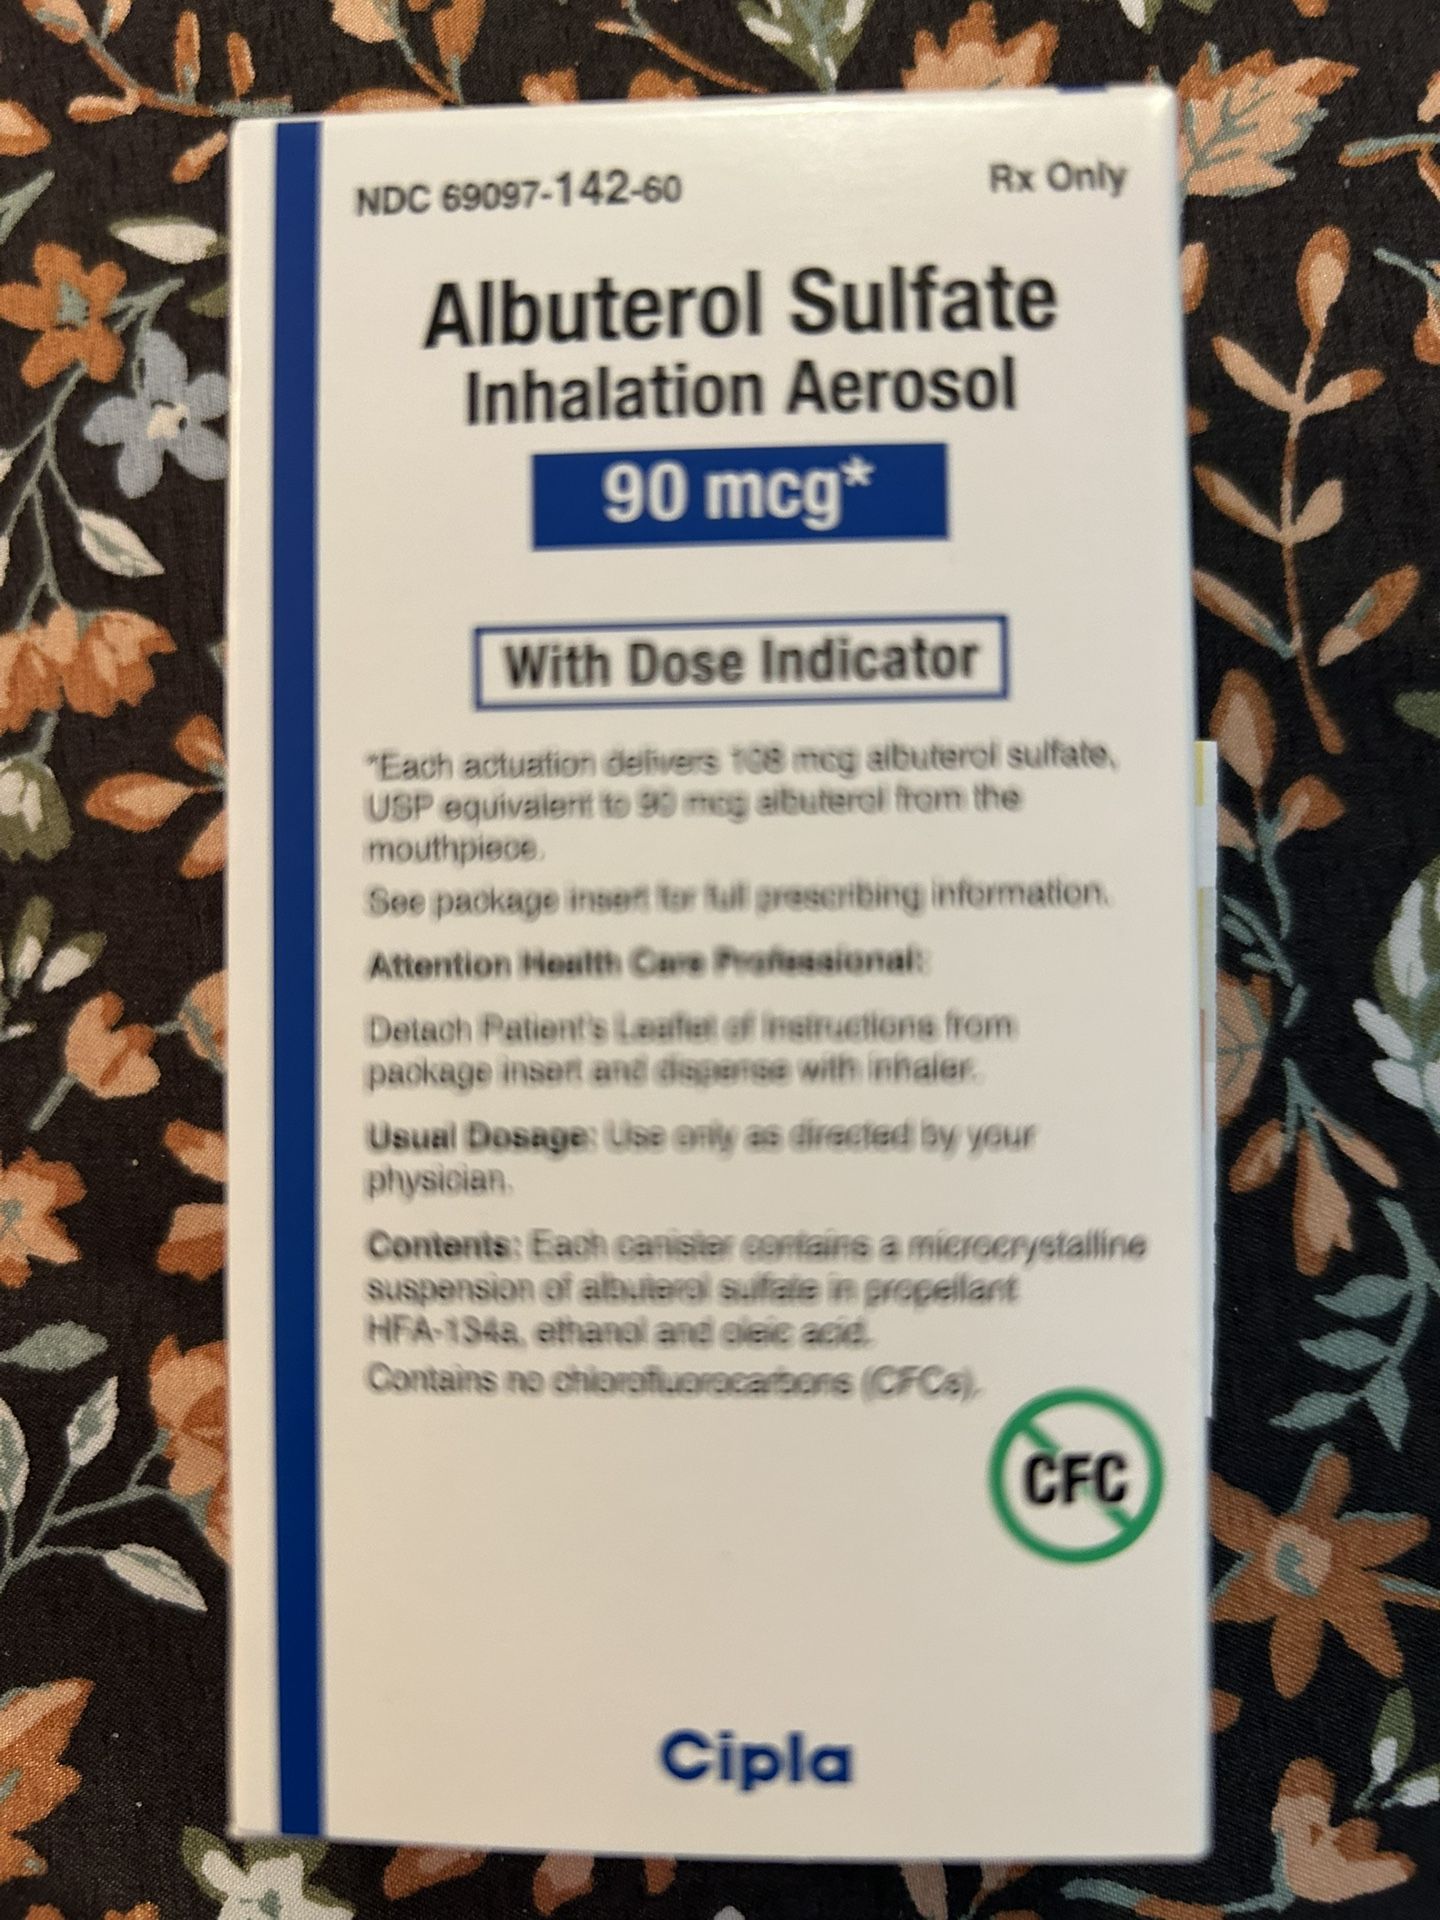 NDC 69097-142-60
Rx Only
Albuterol Sulfate
Inhalation Aerosol
90 mcg*
With Dose Indicator
*Each actuation delivers 108 mcg albuterol sulfate,
USP equivalent to 90 mcg albuterol from the
mouthpiece.
See package insert for full prescribing information.
Attention Health Care Professional:
Detach Patient's Leaflet of Instructions from
package insert and dispense with inhaler.
Usual Dosage: Use only as directed by your
physician.
Contents: Each canister contains a microcrystalline
suspension of albuterol sulfate in propellant
HFA-134a, ethanol and oleic acid.
Contains no chlorofluorocarbons (CFCs).
CFC
Cipla